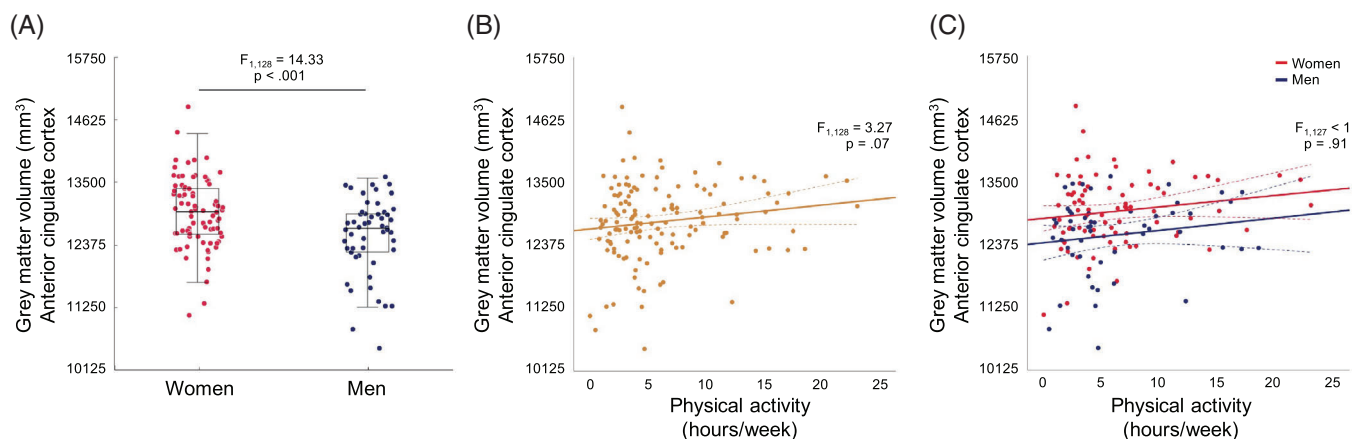 (A)
Grey matter volume (mm³)
Anterior cingulate cortex
15750
14625
13500
12375
11250
10125
F1,128 = 14.33
p < .001
Women
Men
(B)
Grey matter volume (mm³)
Anterior cingulate cortex
15750
14625
13500
12375
11250
10125
F1,128 = 3.27
p = .07
0 5 10 15 20 25
Physical activity
(hours/week)
(C)
Grey matter volume (mm³)
Anterior cingulate cortex
15750
14625
13500
12375
11250
10125
Women
Men
F1,127 < 1
p = .91
0 5 10 15 20 25
Physical activity
(hours/week)